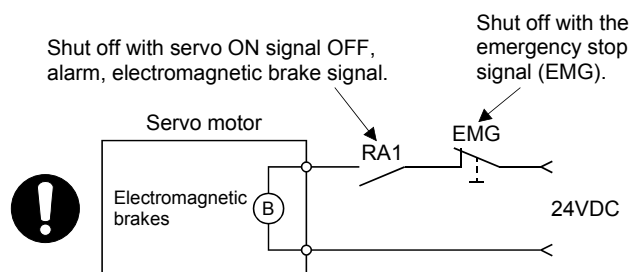 Shut off with servo ON signal OFF,
alarm, electromagnetic brake signal.
Shut off with the
emergency stop
signal (EMG).
Servo motor
RA1
EMG
Electromagnetic
brakes
B
24VDC